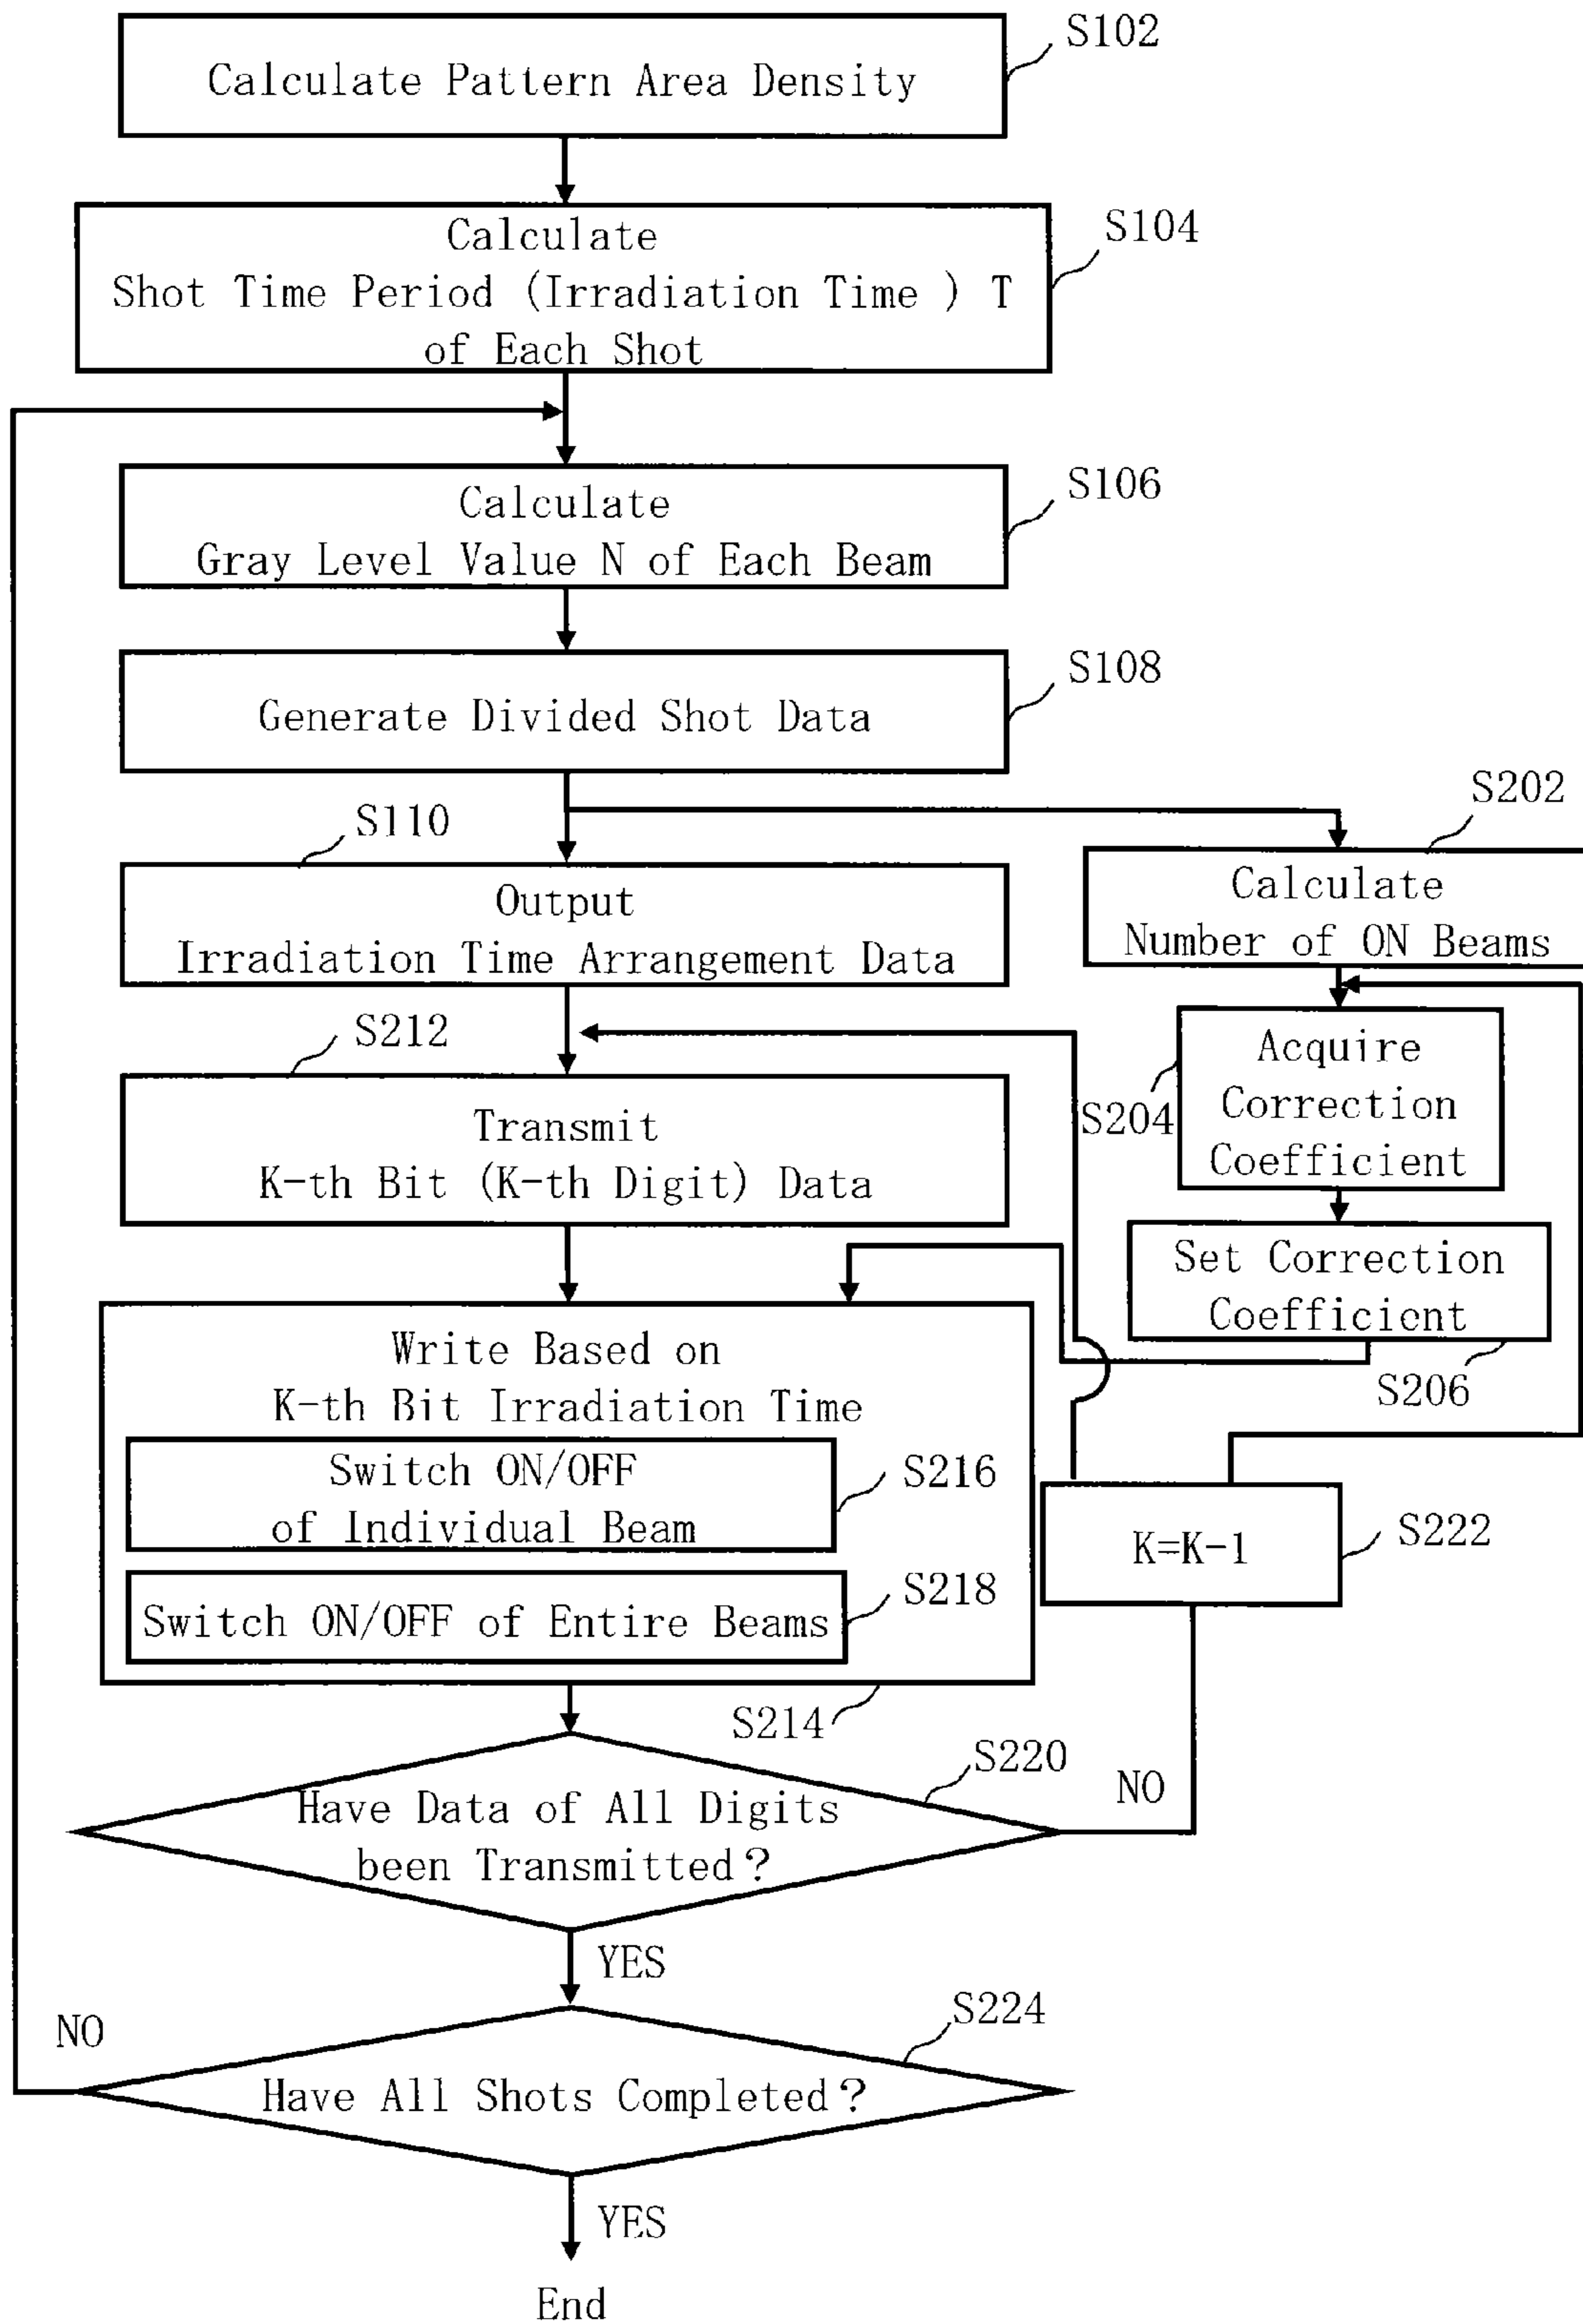 S102
Calculate Pattern Area Density
S104
Calculate
Shot Time Period (Irradiation Time ) T
of Each Shot
S106
Calculate
Gray Level Value N of Each Beam
S108
Generate Divided Shot Data
S110
Output
Irradiation Time Arrangement Data
S202
Calculate
Number of ON Beams
S204
Acquire
Correction
Coefficient
S212
Transmit
K-th Bit (K-th Digit) Data
Set Correction
Coefficient
S206
Write Based on
K-th Bit Irradiation Time
Switch ON/OFF
of Individual Beam
S216
Switch ON/OFF of Entire Beams
S218
K=K-1
S222
S214
S220
Have Data of All Digits
been Transmitted?
NO
YES
S224
NO
Have All Shots Completed?
YES
End